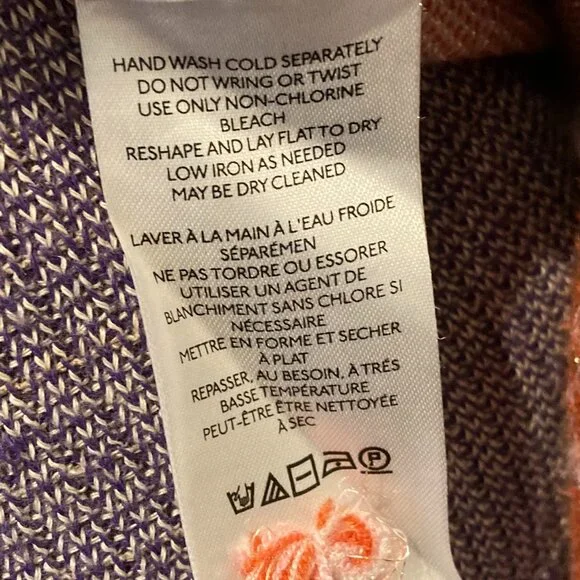 HAND WASH COLD SEPARATELY
DO NOT WRING OR TWIST
USE ONLY NON-CHLORINE
BLEACH
RESHAPE AND LAY FLAT TO DRY
LOW IRON AS NEEDED
MAY BE DRY CLEANED
LAVER À LA MAIN À L'EAU FROIDE
SÉPARÉMEN
NE PAS TORDRE OU ESSORER
UTILISER UN AGENT DE
BLANCHIMENT SANS CHLORE SI
NÉCESSAIRE
METTRE EN FORME ET SECHER
À PLAT
REPASSER, AU BESOIN, À TRÉS
BASSE TEMPÉRATURE
PEUT-ÊTRE ÊTRE NETTOYÉE
À SEC
P